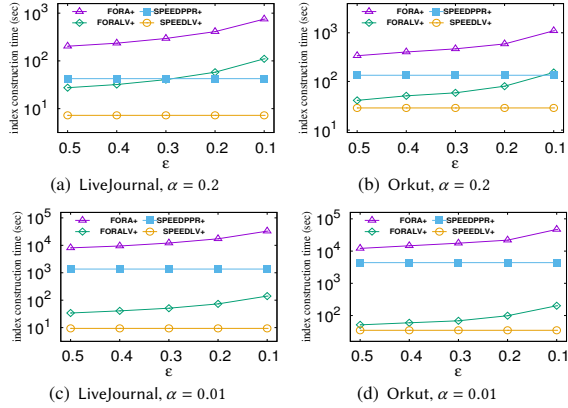 index construction time (sec)
10³
10²
10¹
FORA+
FORALV+
SPEEDPPR+
SPEEDLV+
0.5 0.4 0.3 0.2 0.1
ε
(a) LiveJournal, α = 0.2
index construction time (sec)
10³
10²
10¹
FORA+
FORALV+
SPEEDPPR+
SPEEDLV+
0.5 0.4 0.3 0.2 0.1
ε
(b) Orkut, α = 0.2
index construction time (sec)
10⁵
10⁴
10³
10²
10¹
FORA+
FORALV+
SPEEDPPR+
SPEEDLV+
0.5 0.4 0.3 0.2 0.1
ε
(c) LiveJournal, α = 0.01
index construction time (sec)
10⁵
10⁴
10³
10²
FORA+
FORALV+
SPEEDPPR+
SPEEDLV+
0.5 0.4 0.3 0.2 0.1
ε
(d) Orkut, α = 0.01